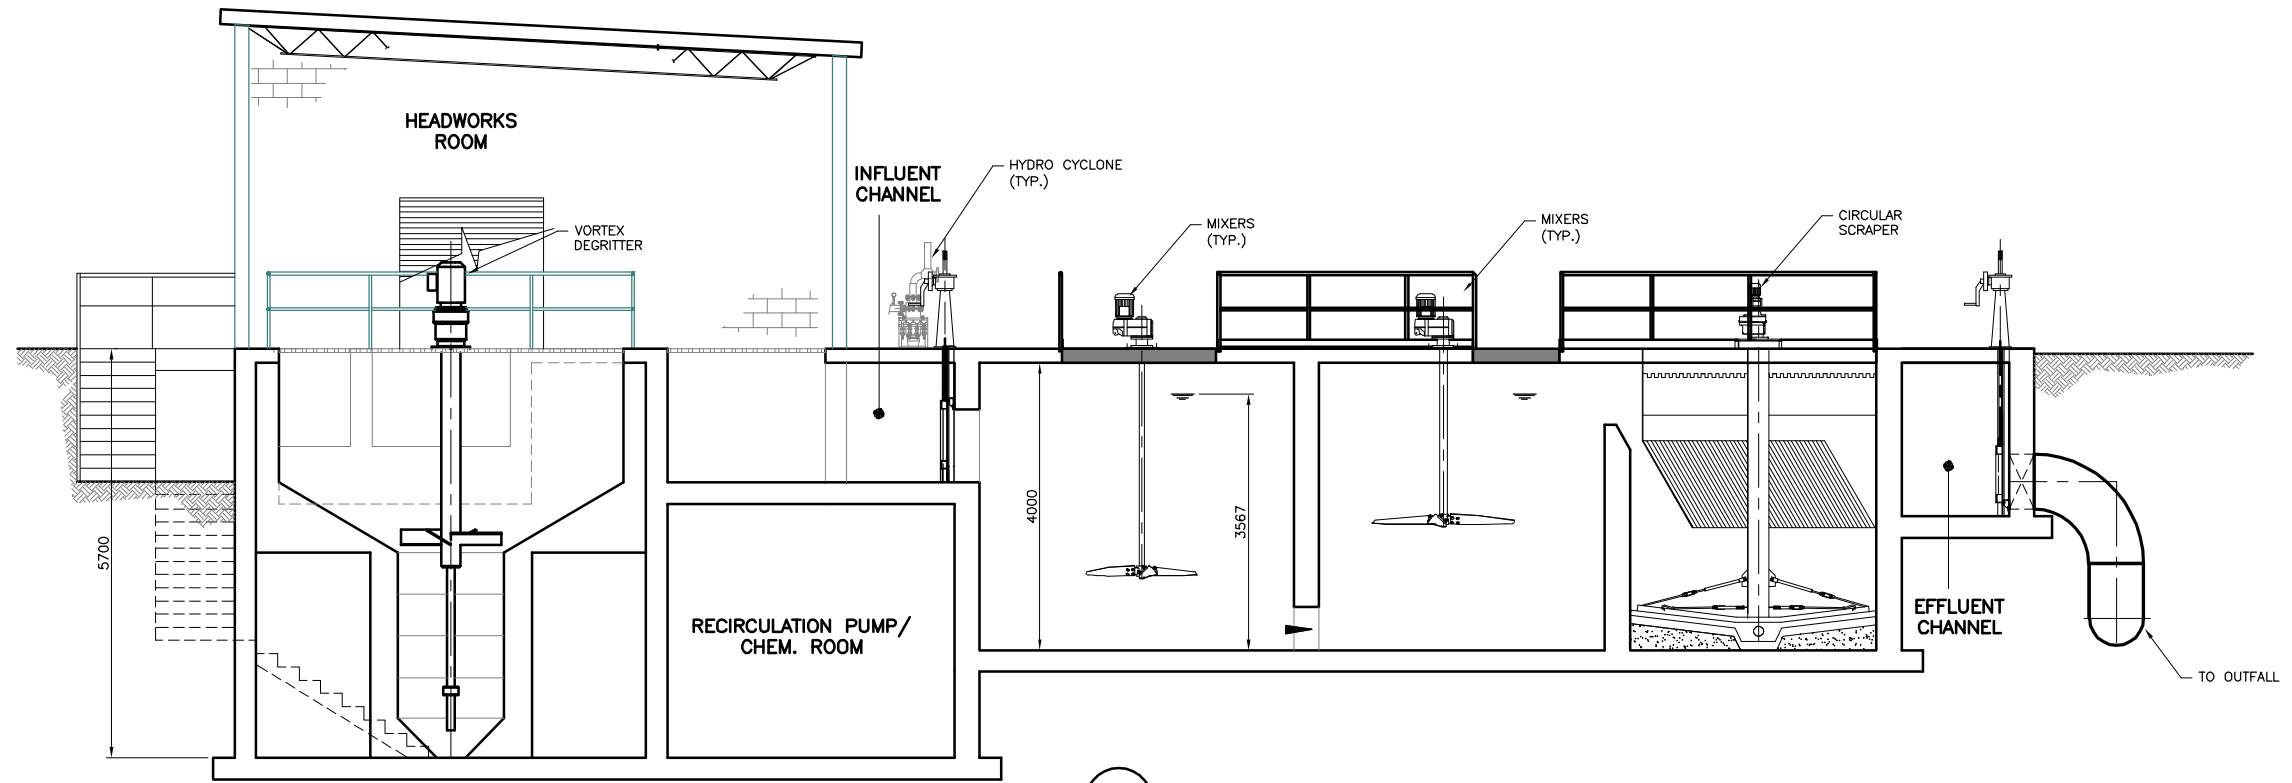 HEADWORKS
ROOM
INFLUENT
CHANNEL
HYDRO CYCLONE
(TYP.)
VORTEX
DEGRITTER
MIXERS
(TYP.)
MIXERS
(TYP.)
CIRCULAR
SCRAPER
5700
4000
3567
RECIRCULATION PUMP/
CHEM. ROOM
EFFLUENT
CHANNEL
TO OUTFALL